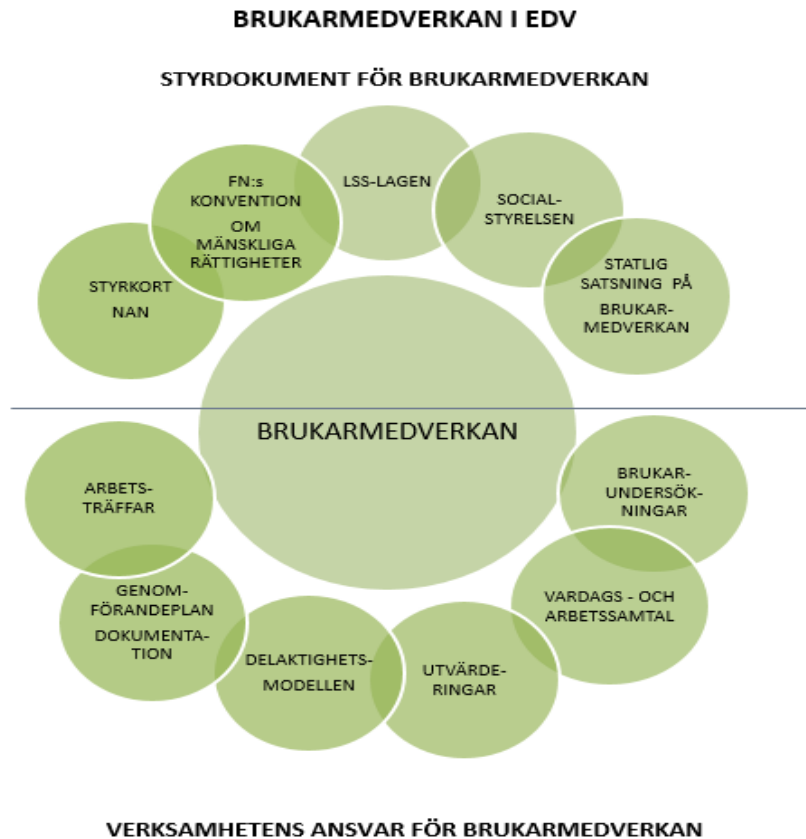 BRUKARMEDVERKAN I EDV
STYRDOKUMENT FÖR BRUKARMEDVERKAN
LSS-LAGEN
FN:s
KONVENTION
OM
MÄNSKLIGA
RÄTTIGHETER
SOCIAL-
STYRELSEN
STYRKORT
NAN
STATLIG
SATSNING PÅ
BRUKAR-
MEDVERKAN
BRUKARMEDVERKAN
ARBETS-
TRÄFFAR
BRUKAR-
UNDERSÖK-
NINGAR
GENOM-
FÖRANDEPLAN
DOKUMENTA-
TION
VARDAGS - OCH
ARBETSSAMTAL
DELAKTIGHETS-
MODELLEN
UTVÄRDE-
RINGAR
VERKSAMHETENS ANSVAR FÖR BRUKARMEDVERKAN